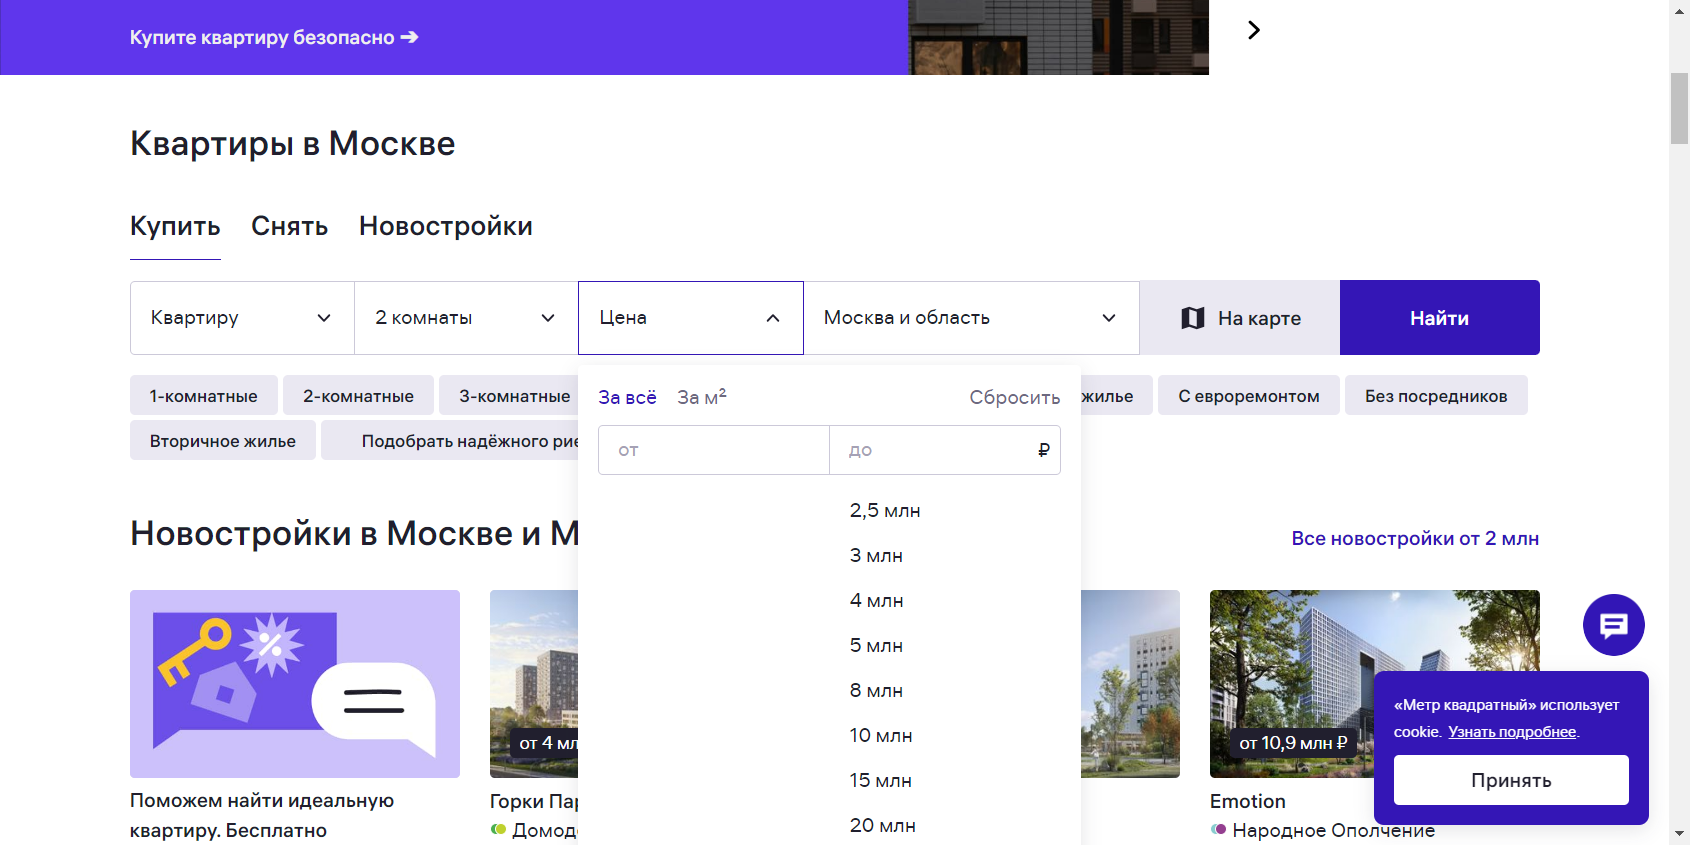 Купите квартиру безопасно ➔
Квартиры в Москве
Купить Снять Новостройки
Квартиру 2 комнаты Цена Москва и область На карте Найти
1-комнатные 2-комнатные 3-комнатные жилье С евроремонтом Без посредников
Вторичное жилье Подобрать надёжного рие
За всё За м² Сбросить
от до ₽
2,5 млн
3 млн
4 млн
5 млн
8 млн
10 млн
15 млн
20 млн
Новостройки в Москве и М
Все новостройки от 2 млн
Поможем найти идеальную
квартиру. Бесплатно
от 4 мл
Горки Пар
Домод
от 10,9 млн ₽
Emotion
Народное Ополчение
«Метр квадратный» использует
cookie. Узнать подробнее.
Принять